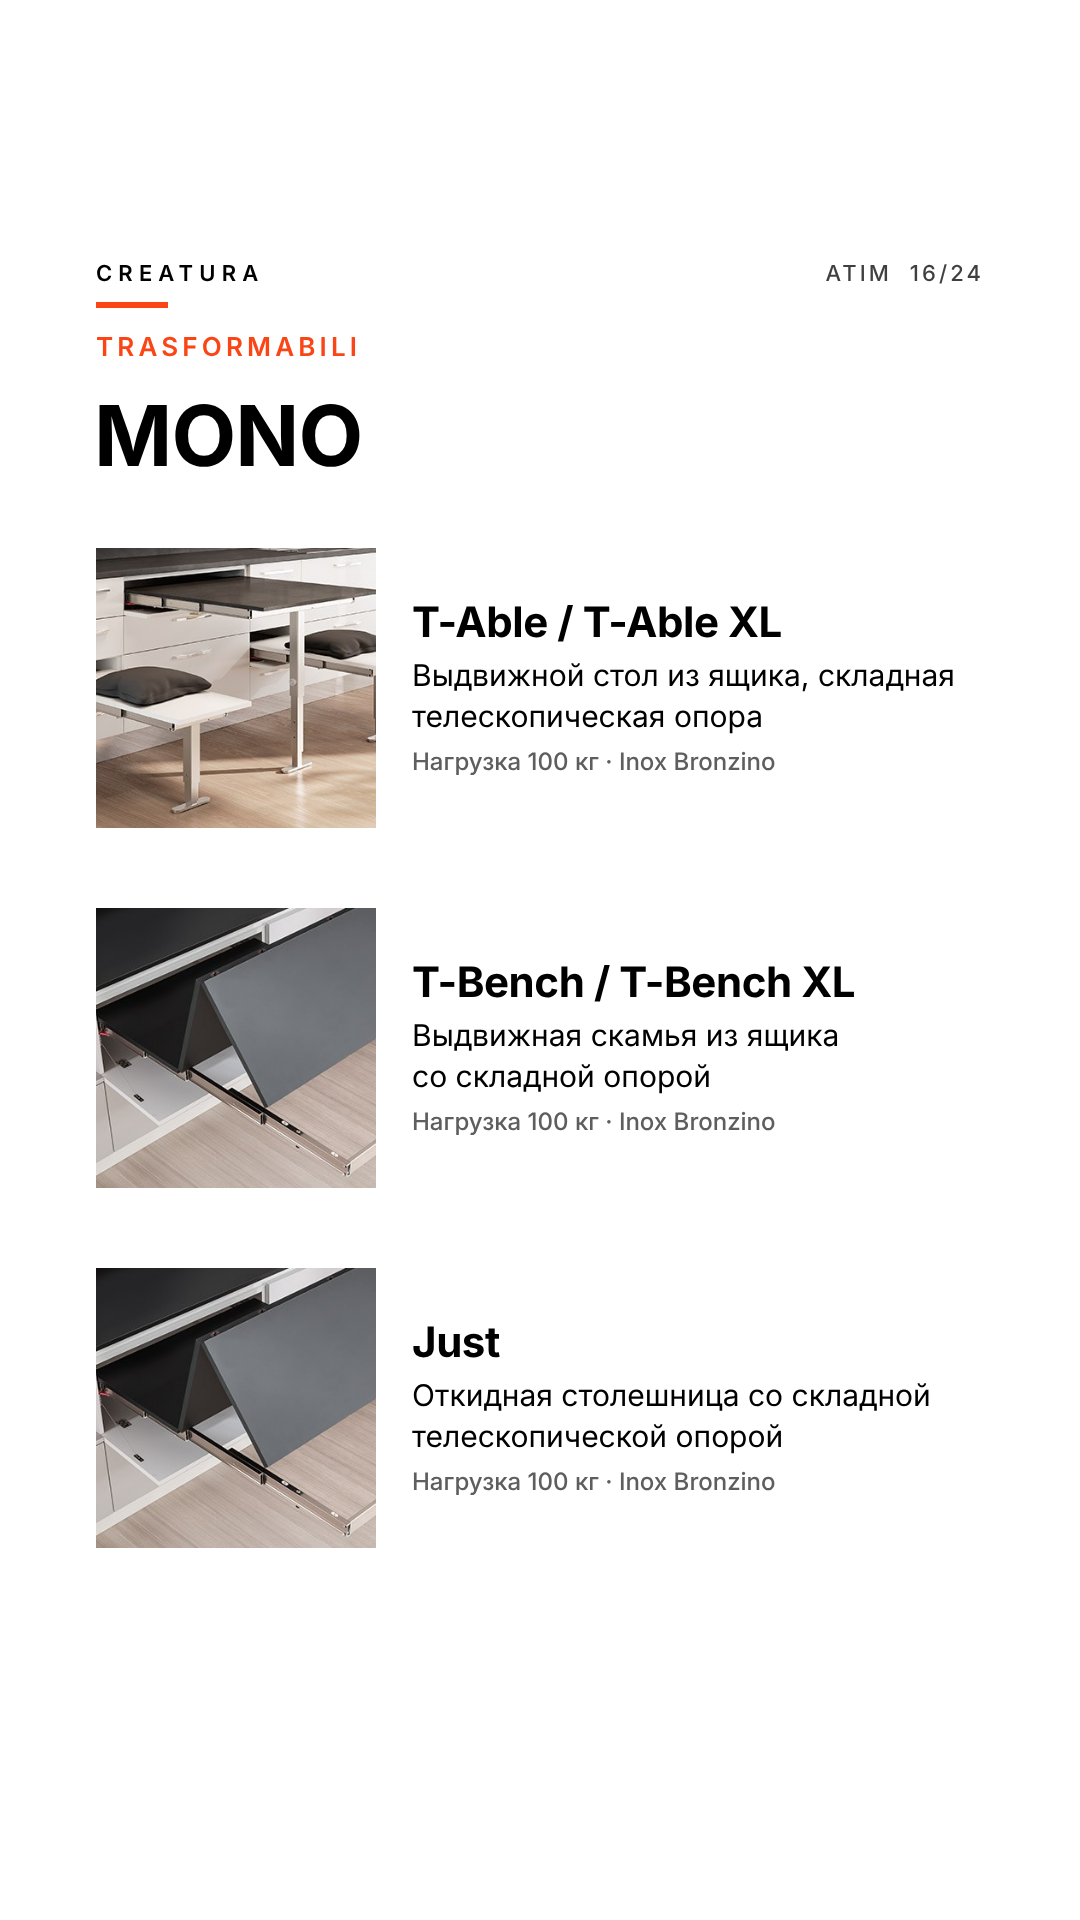 CREATURA
ATIM 16/24
TRASFORMABILI
MONO
T-Able / T-Able XL
Выдвижной стол из ящика, складная
телескопическая опора
Нагрузка 100 кг · Inox Bronzino
T-Bench / T-Bench XL
Выдвижная скамья из ящика
со складной опорой
Нагрузка 100 кг · Inox Bronzino
Just
Откидная столешница со складной
телескопической опорой
Нагрузка 100 кг · Inox Bronzino